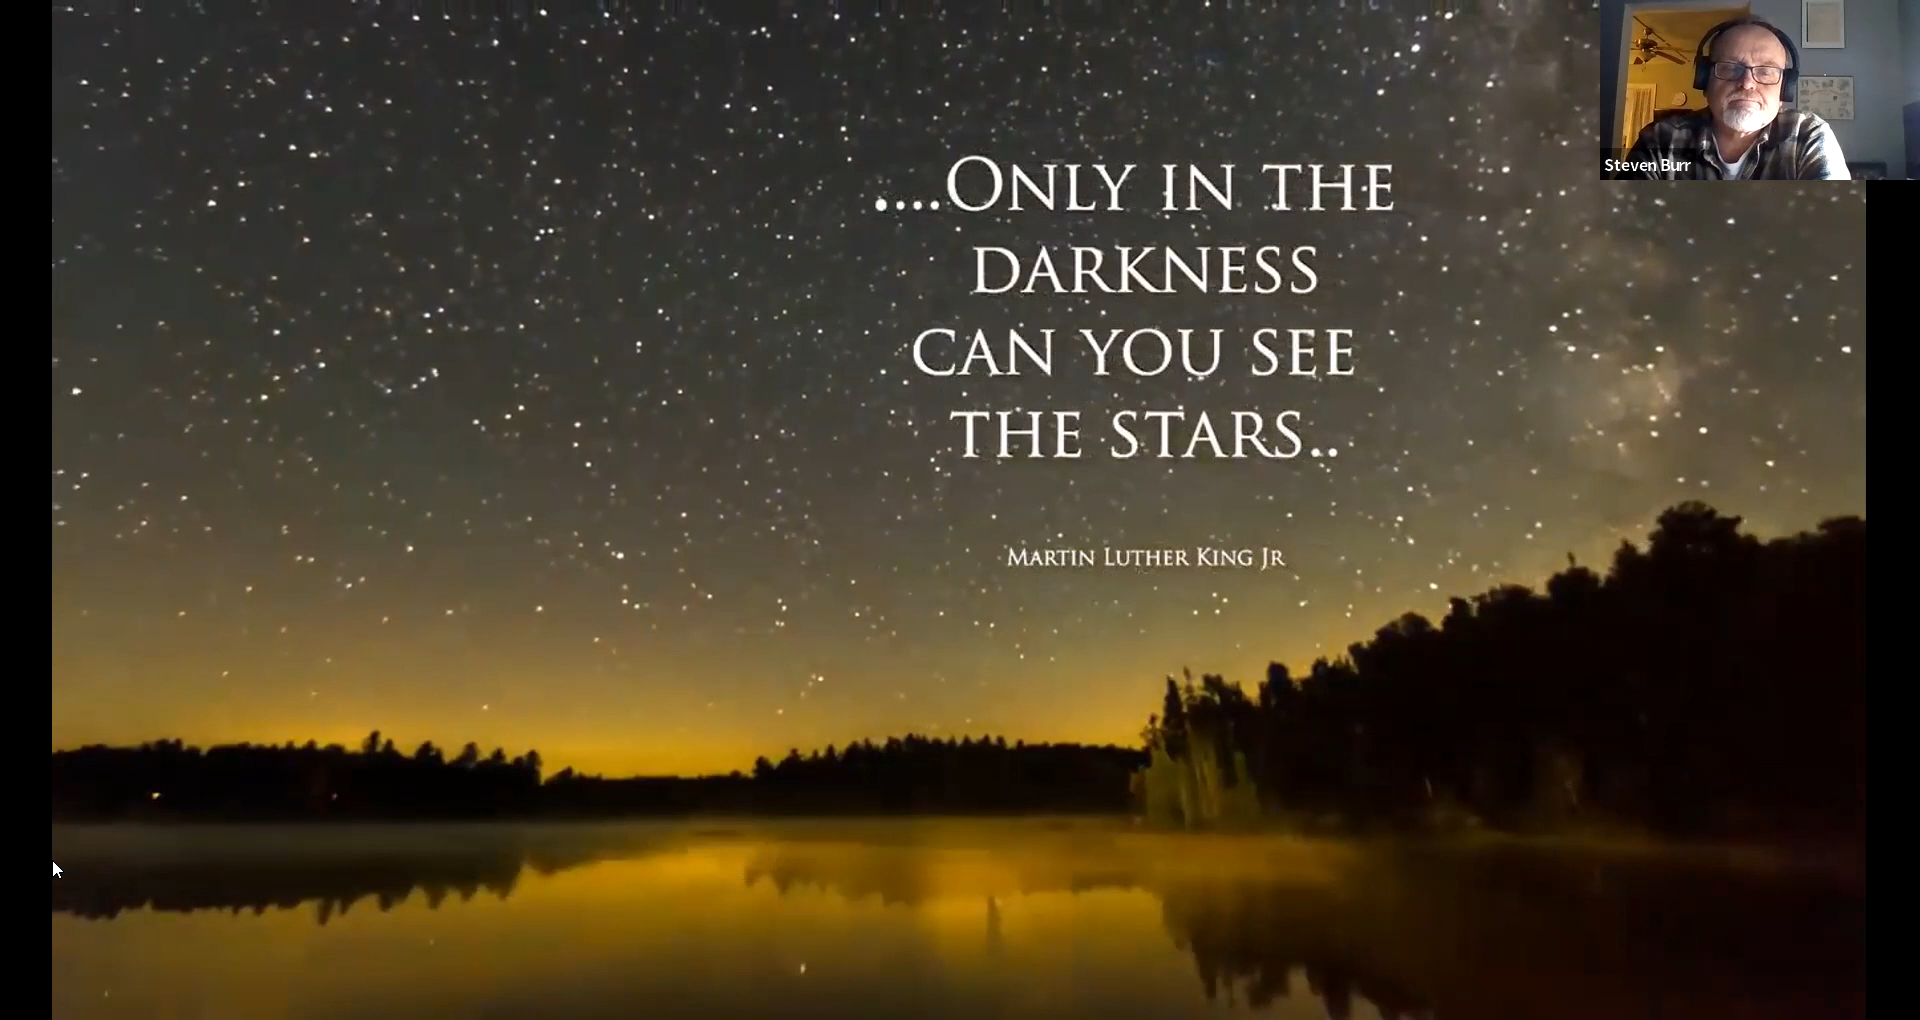 ....Only in the
darkness
can you see
the stars..
Martin Luther King Jr
Steven Burr